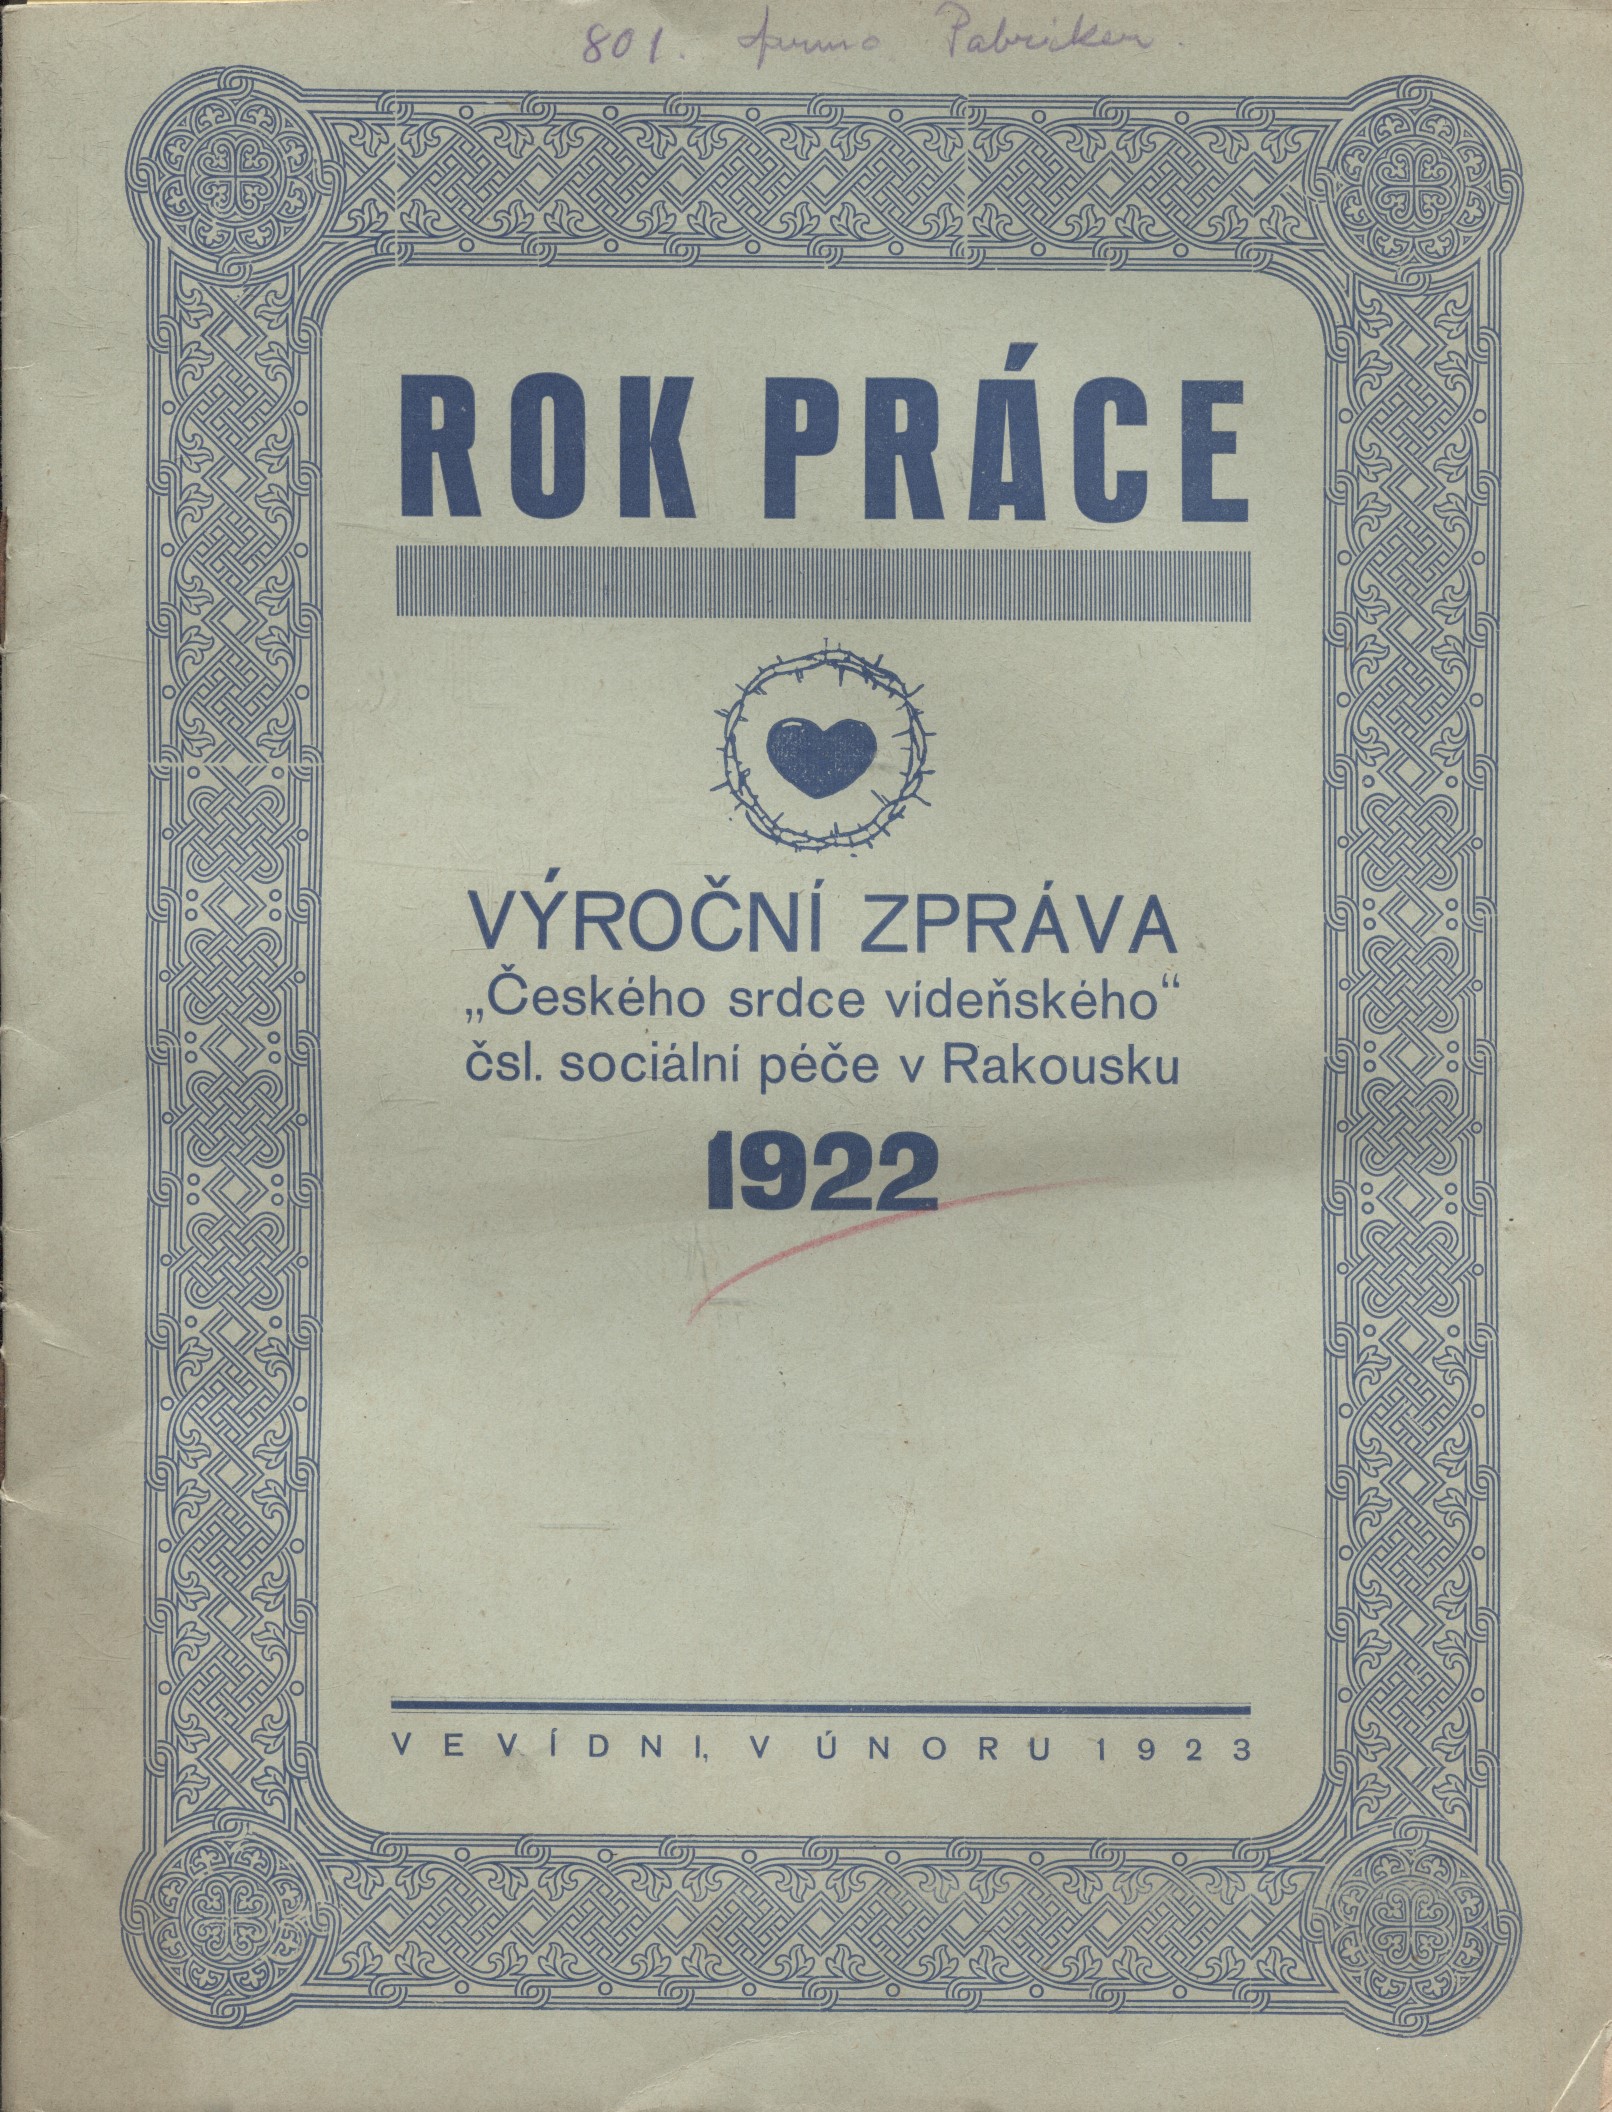 801.
ROK PRÁCE
VÝROČNÍ ZPRÁVA
„Českého srdce vídeňského“
čsl. sociální péče v Rakousku
1922
VE VÍDNI, V ÚNORU 1923